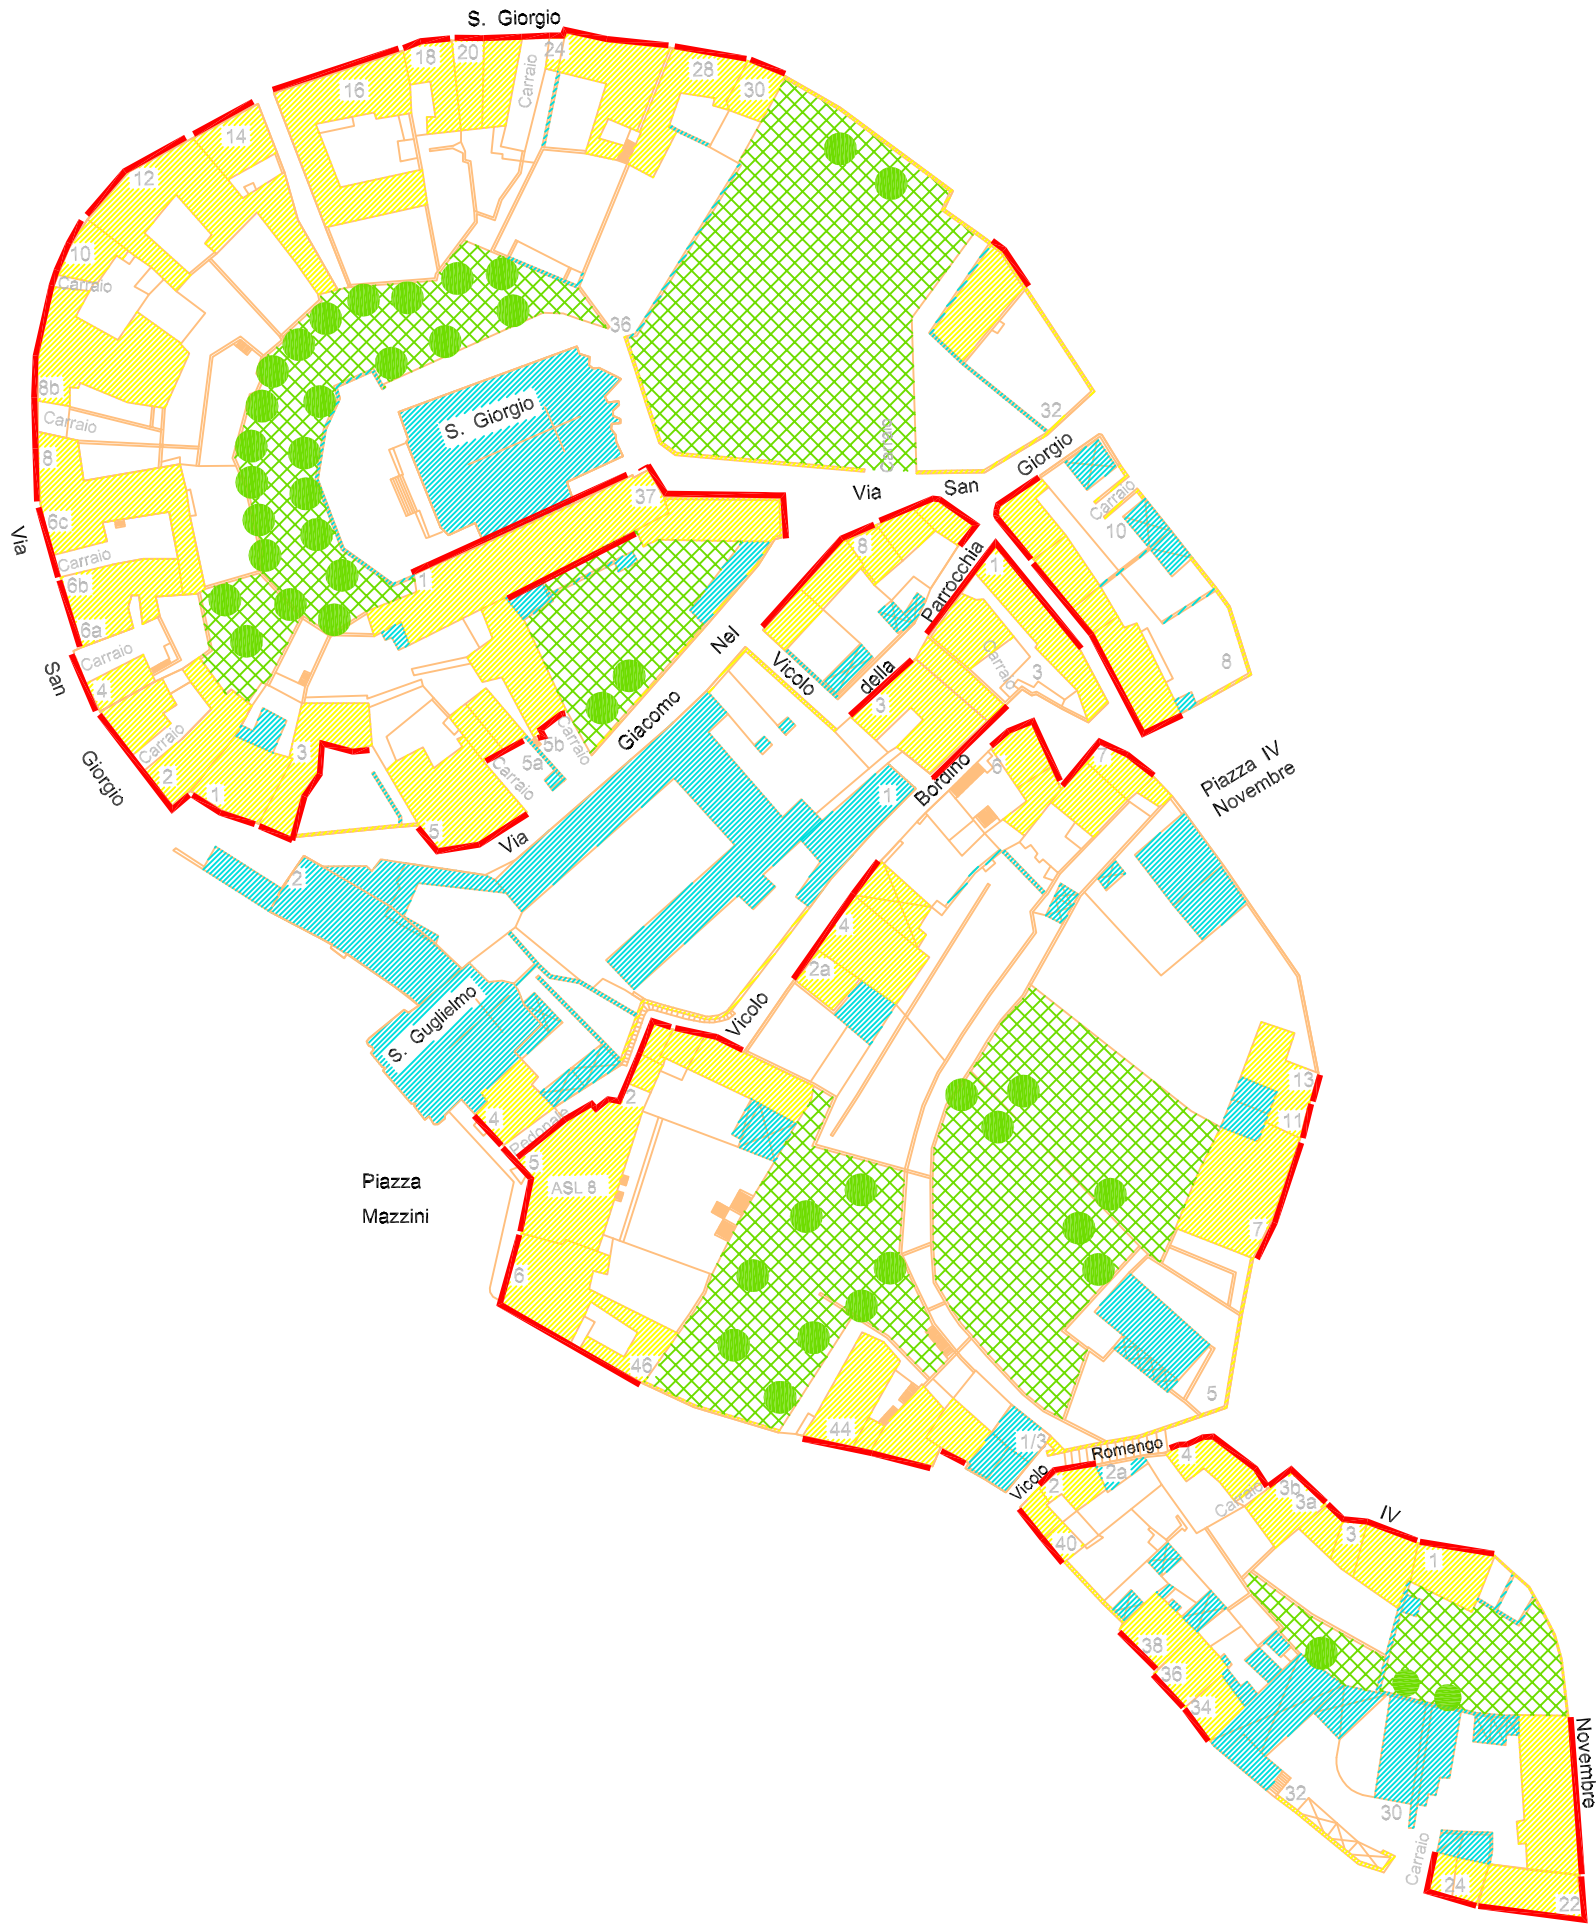 S. Giorgio
18
20
24
28
30
16
Carraio
14
12
10
Carraio
36
8b
Carraio
S. Giorgio
32
Giorgio
8
Carraio
37
Via San
Carraio
6c
10
Via
Carraio
8
1
6b
1
Parrocchia
6a
Nel
Carraio
Vicolo
della
Carraio
3
8
San
4
Giacomo
3
Carraio
Carraio
5b
5a
3
Giorgio
2
Carraio
1
5
Via
6
7
Bordino
1
Piazza IV
Novembre
2
4
2a
S. Guglielmo
Vicolo
2
4
Pedonale
5
ASL 8
13
11
Piazza
Mazzini
7
6
46
5
44
1/3
Romengo
Vicolo
2
2a
4
Carraio
3b
3a
IV
3
1
40
38
36
34
Novembre
32
30
Carraio
24
22